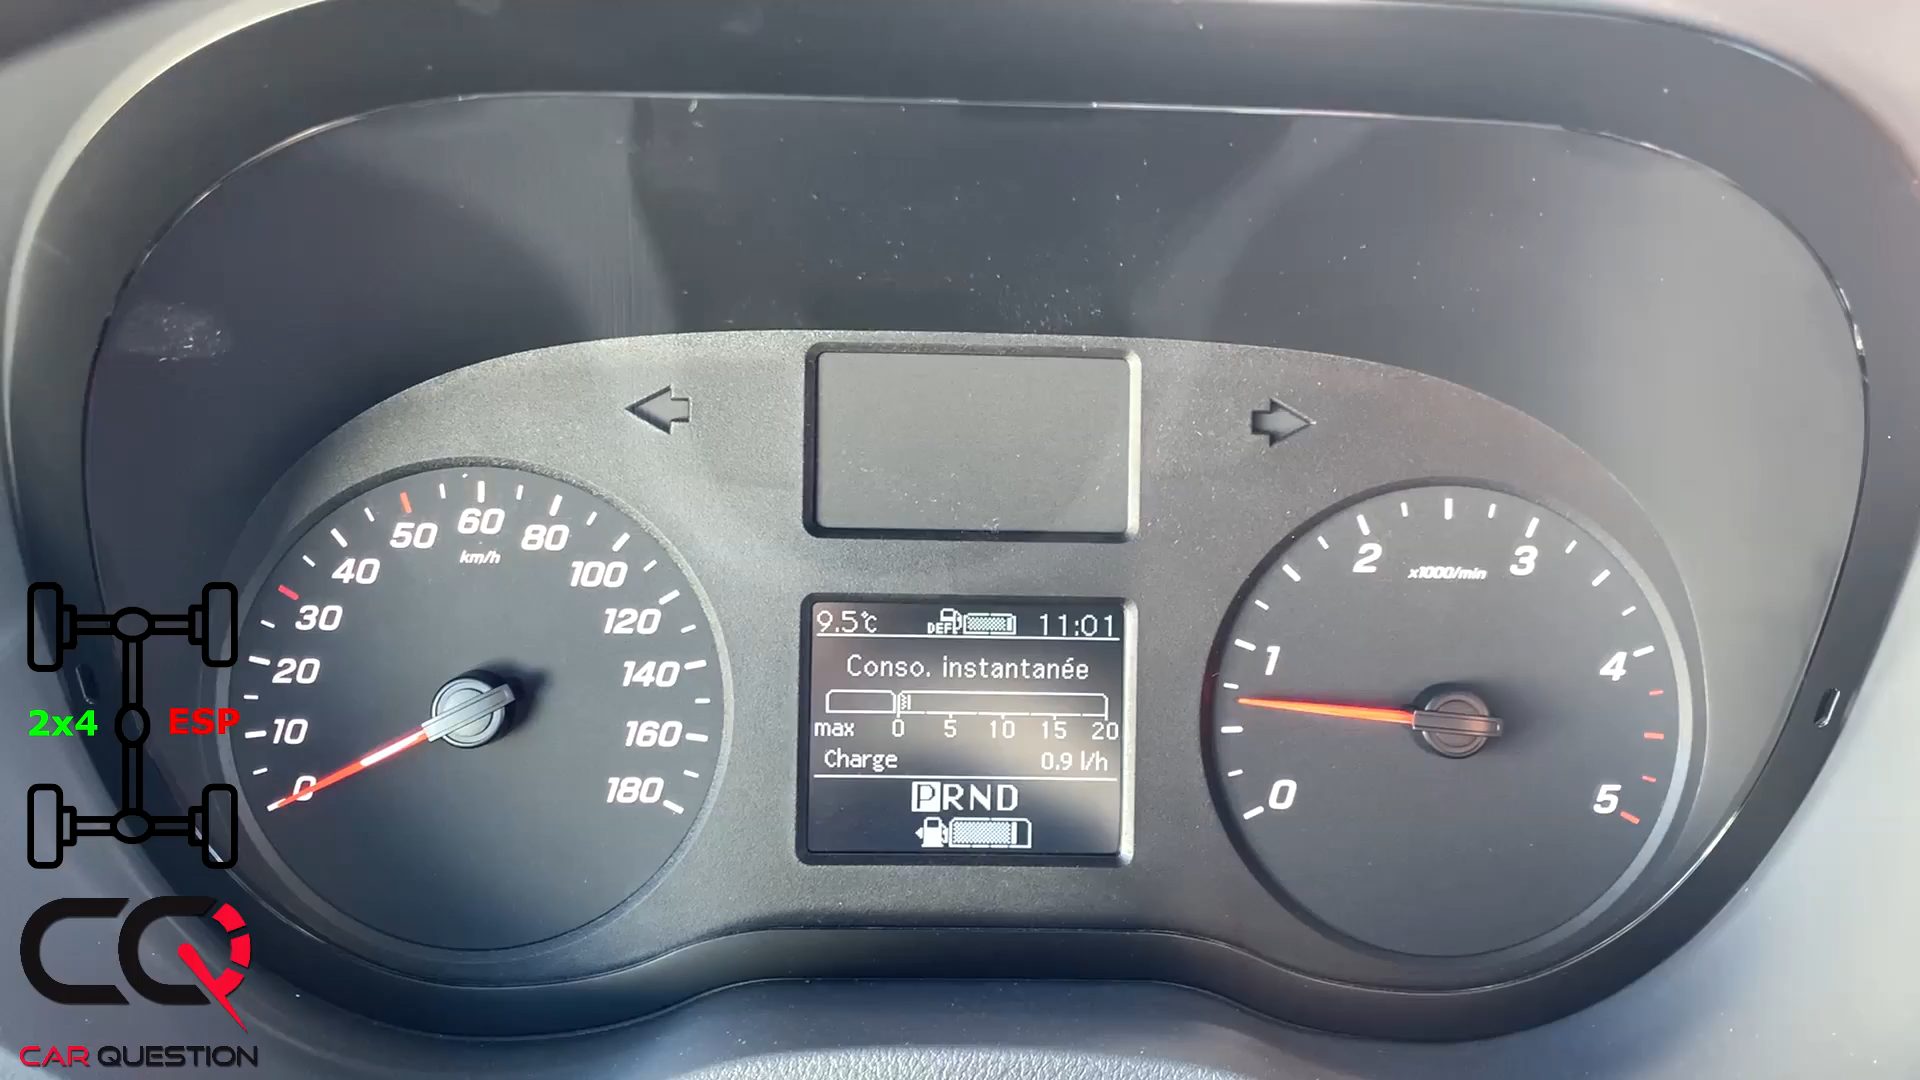 50 60 80
km/h
40 100
30 120
20 140
10 160
0 180
9.5°C DEF 11:01
Conso. instantanée
max 0 5 10 15 20
Charge 0.9 l/h
PRND
2 3
x1000/min
1 4
0 5
2x4 ESP
CQ
CAR QUESTION